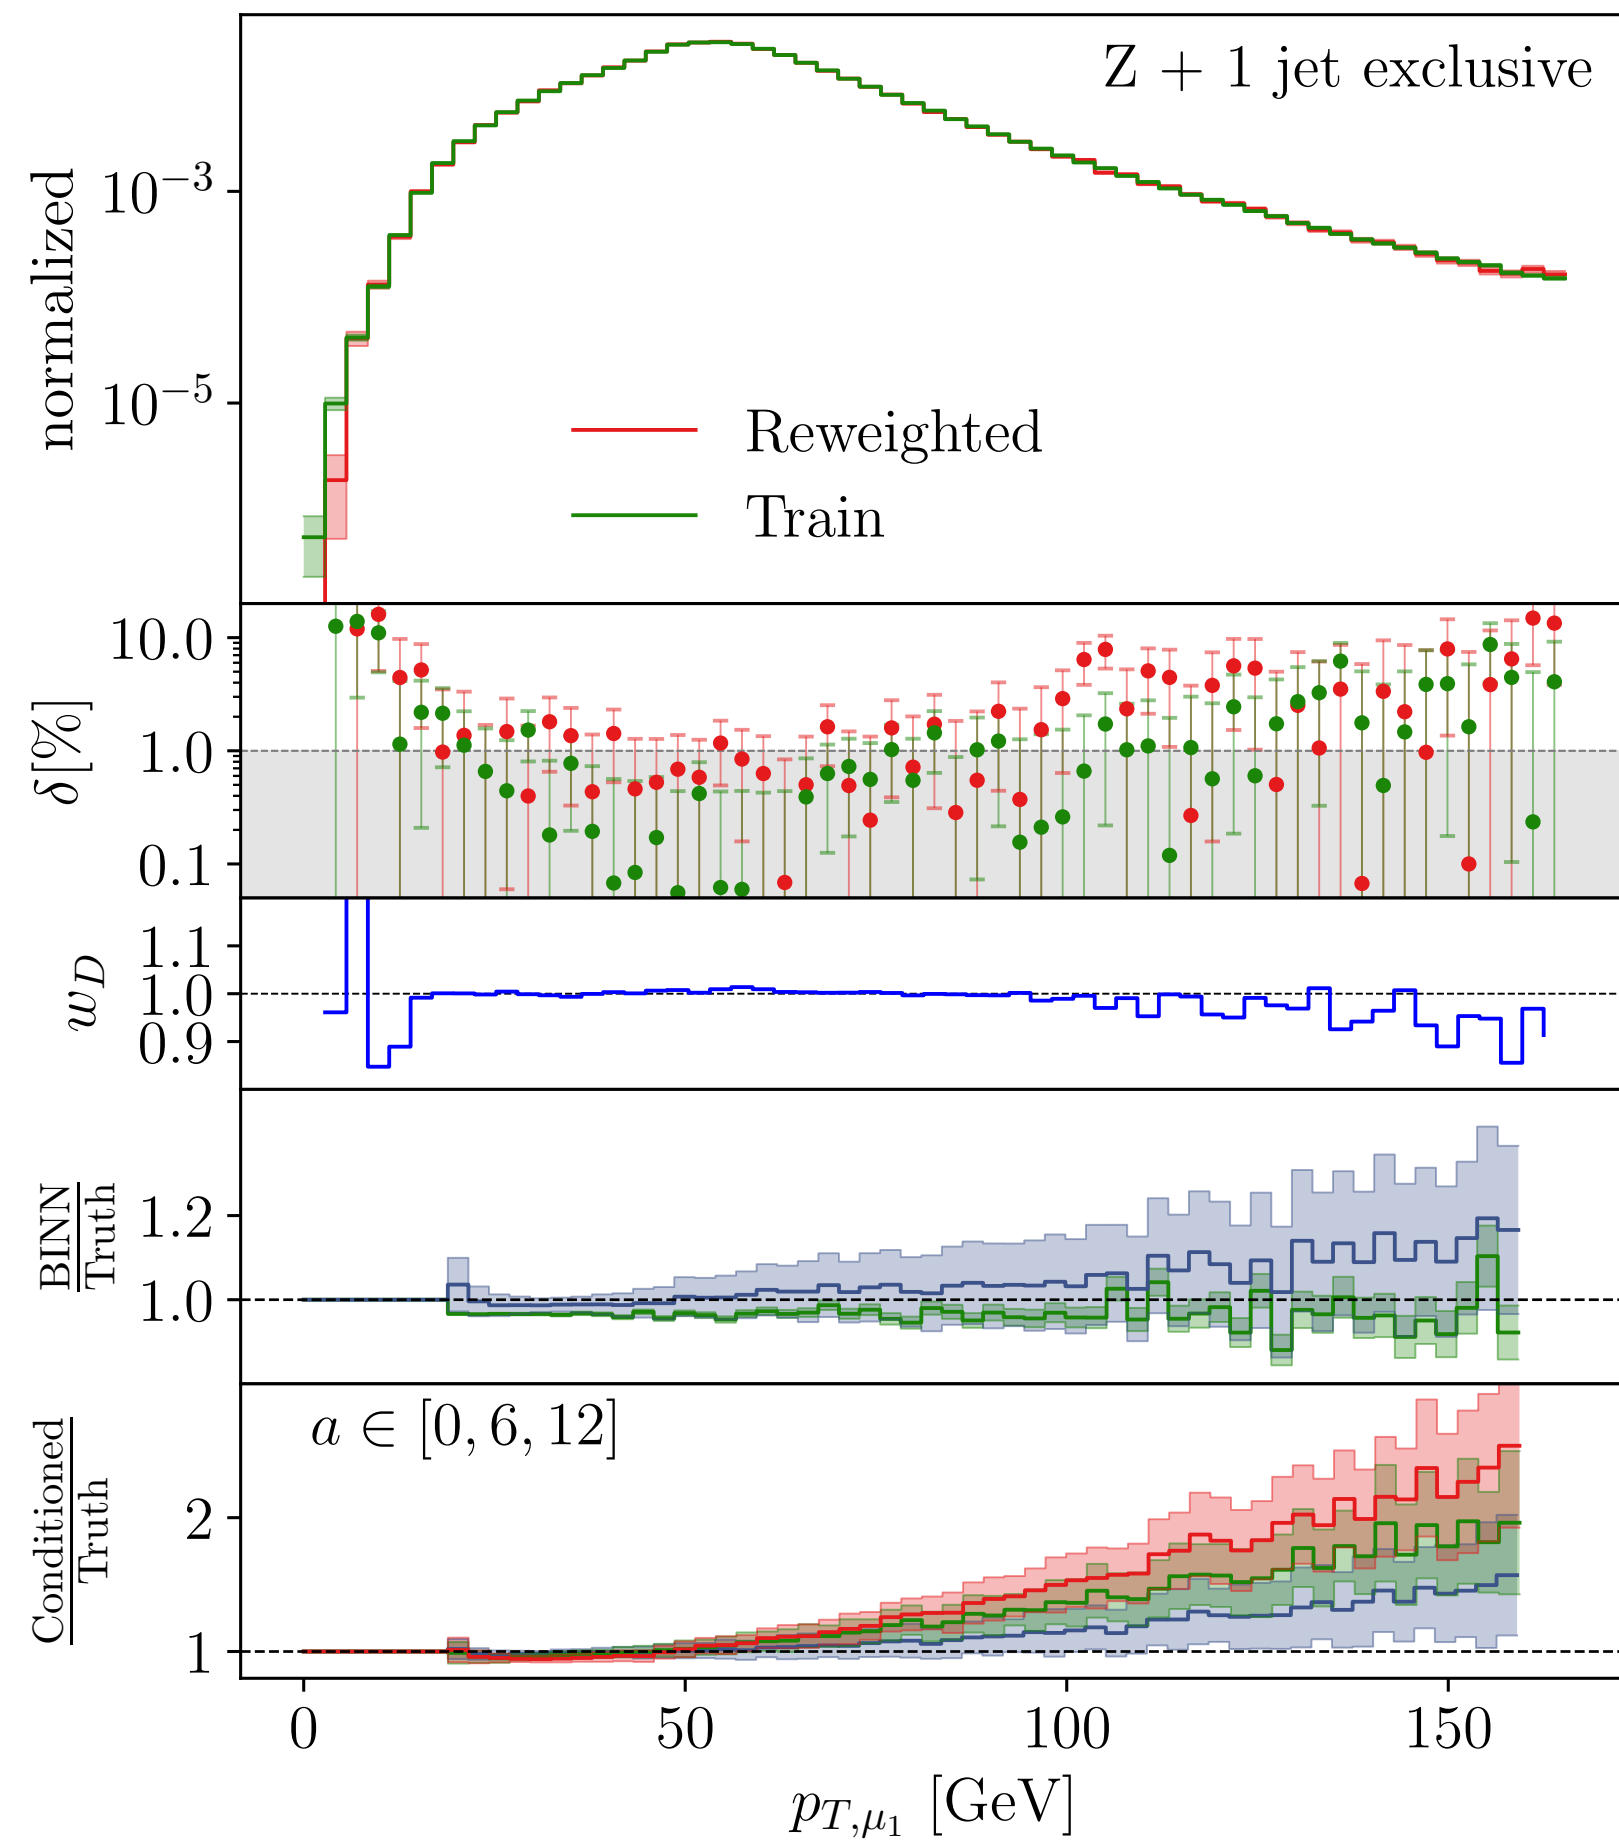 Z + 1 jet exclusive
normalized
10⁻³
10⁻⁵
Reweighted
Train
δ[%]
10.0
1.0
0.1
w_D
1.1
1.0
0.9
BINN
Truth
1.2
1.0
a ∈ [0, 6, 12]
Conditioned
Truth
2
1
0 50 100 150
p_{T,μ₁} [GeV]